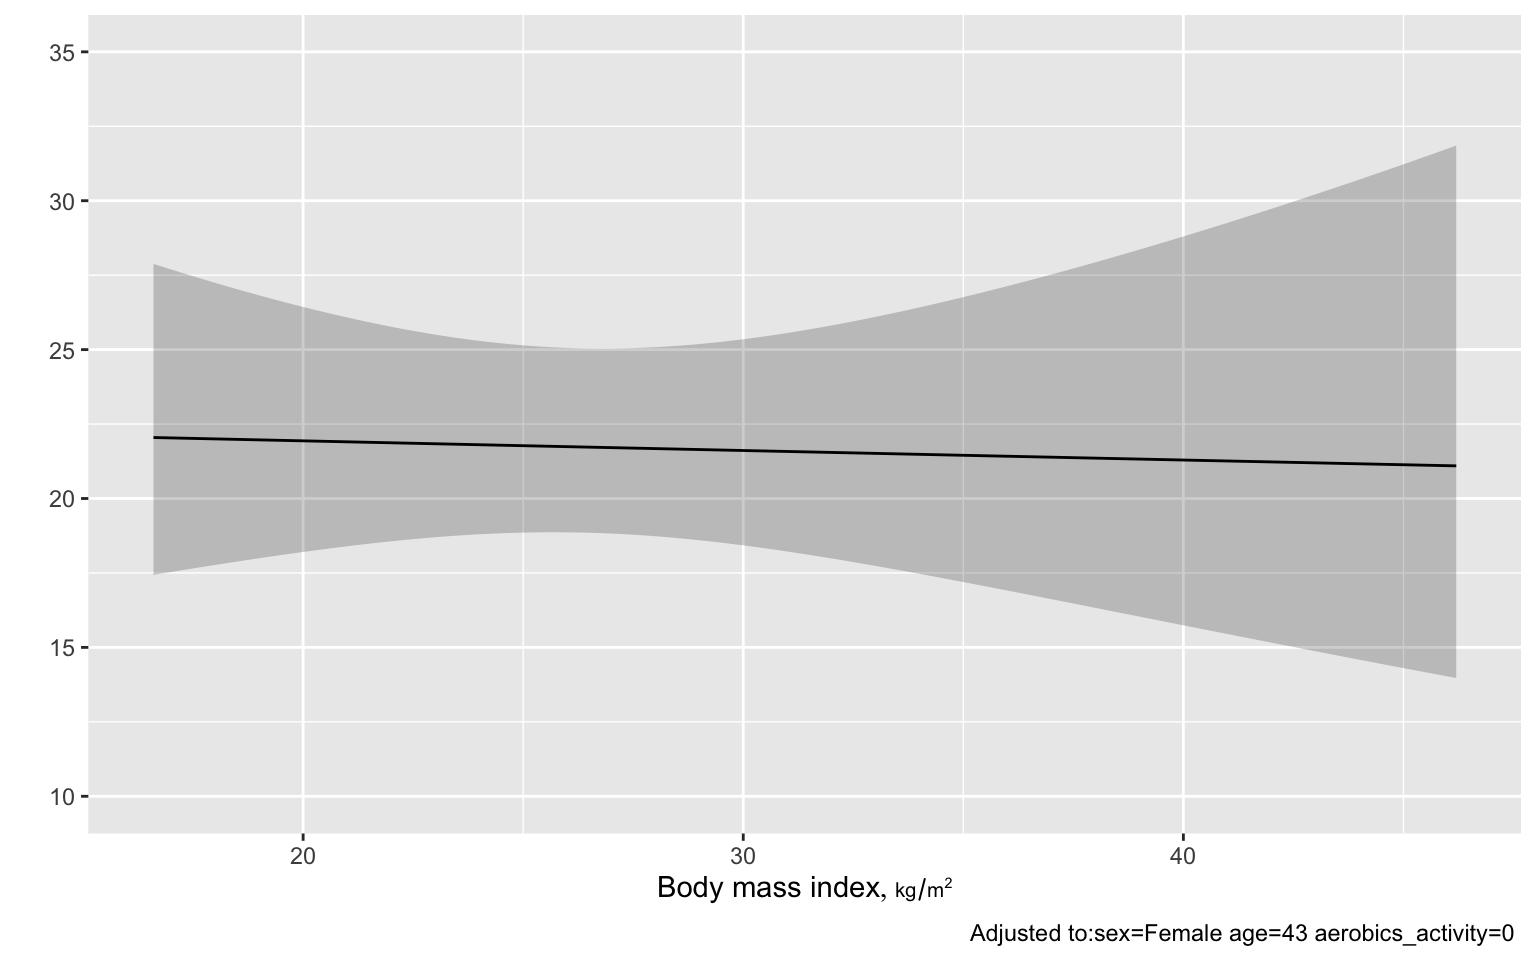 35
30
25
20
15
10
20 30 40
Body mass index, kg/m²
Adjusted to:sex=Female age=43 aerobics_activity=0